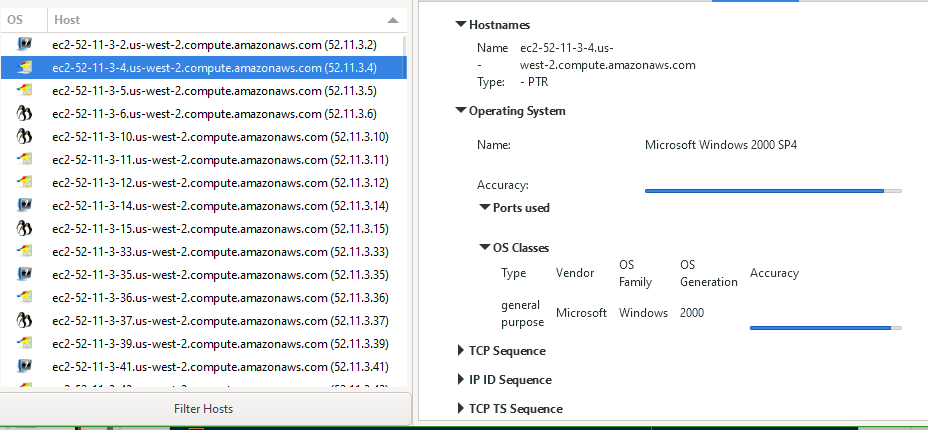 OS Host
ec2-52-11-3-2.us-west-2.compute.amazonaws.com (52.11.3.2)
ec2-52-11-3-4.us-west-2.compute.amazonaws.com (52.11.3.4)
ec2-52-11-3-5.us-west-2.compute.amazonaws.com (52.11.3.5)
ec2-52-11-3-6.us-west-2.compute.amazonaws.com (52.11.3.6)
ec2-52-11-3-10.us-west-2.compute.amazonaws.com (52.11.3.10)
ec2-52-11-3-11.us-west-2.compute.amazonaws.com (52.11.3.11)
ec2-52-11-3-12.us-west-2.compute.amazonaws.com (52.11.3.12)
ec2-52-11-3-14.us-west-2.compute.amazonaws.com (52.11.3.14)
ec2-52-11-3-15.us-west-2.compute.amazonaws.com (52.11.3.15)
ec2-52-11-3-33.us-west-2.compute.amazonaws.com (52.11.3.33)
ec2-52-11-3-35.us-west-2.compute.amazonaws.com (52.11.3.35)
ec2-52-11-3-36.us-west-2.compute.amazonaws.com (52.11.3.36)
ec2-52-11-3-37.us-west-2.compute.amazonaws.com (52.11.3.37)
ec2-52-11-3-39.us-west-2.compute.amazonaws.com (52.11.3.39)
ec2-52-11-3-41.us-west-2.compute.amazonaws.com (52.11.3.41)
Filter Hosts
Hostnames
Name ec2-52-11-3-4.us-
- west-2.compute.amazonaws.com
Type: - PTR
Operating System
Name: Microsoft Windows 2000 SP4
Accuracy:
Ports used
OS Classes
Type Vendor OS Family OS Generation Accuracy
general purpose Microsoft Windows 2000
TCP Sequence
IP ID Sequence
TCP TS Sequence